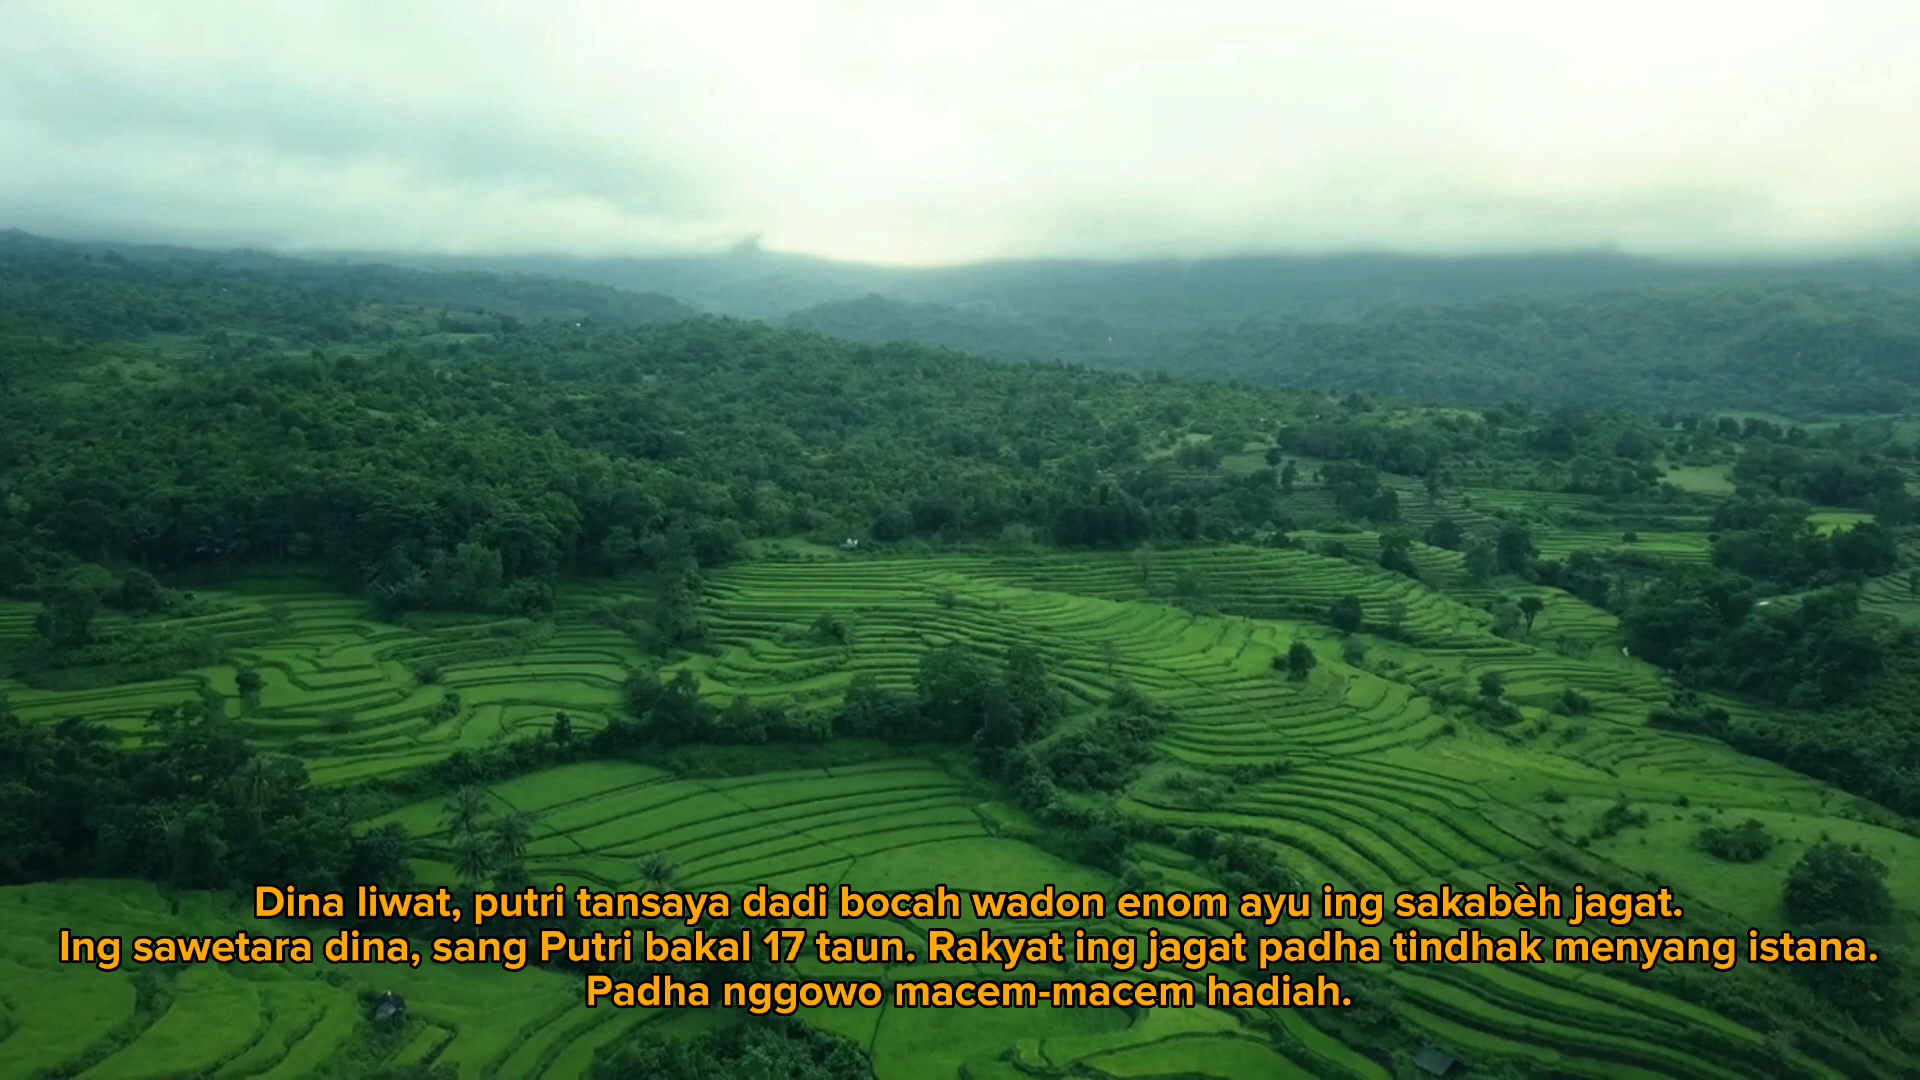 Dina liwat, putri tansaya dadi bocah wadon enom ayu ing sakabèh jagat.
Ing sawetara dina, sang Putri bakal 17 taun. Rakyat ing jagat padha tindhak menyang istana.
Padha nggowo macem-macem hadiah.